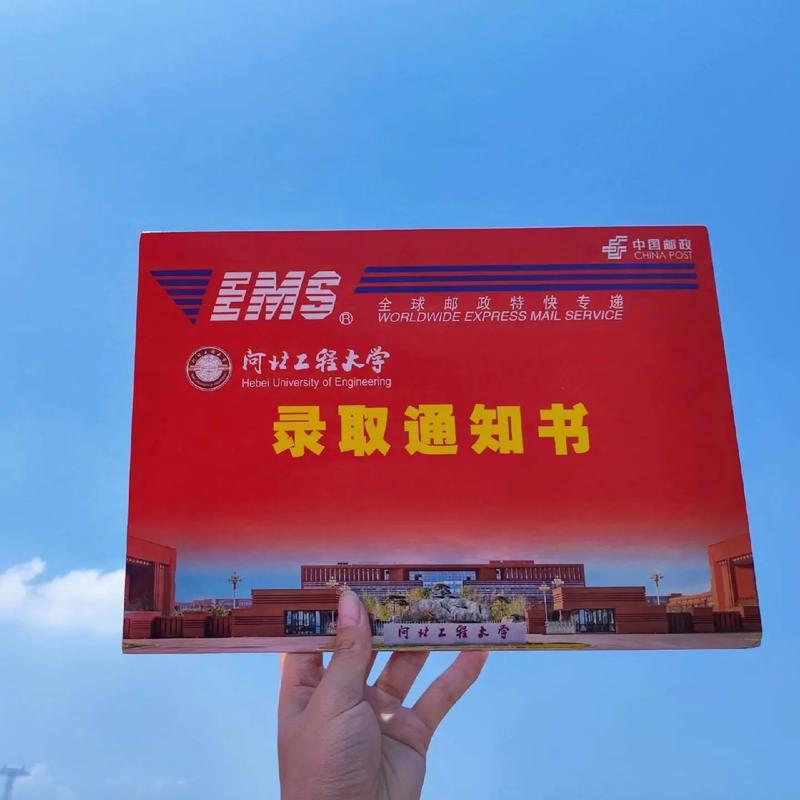 中国邮政
CHINA POST
EMS®
全球邮政特快专递
WORLDWIDE EXPRESS MAIL SERVICE
河北工程大学
Hebei University of Engineering
录取通知书
河北工程大学